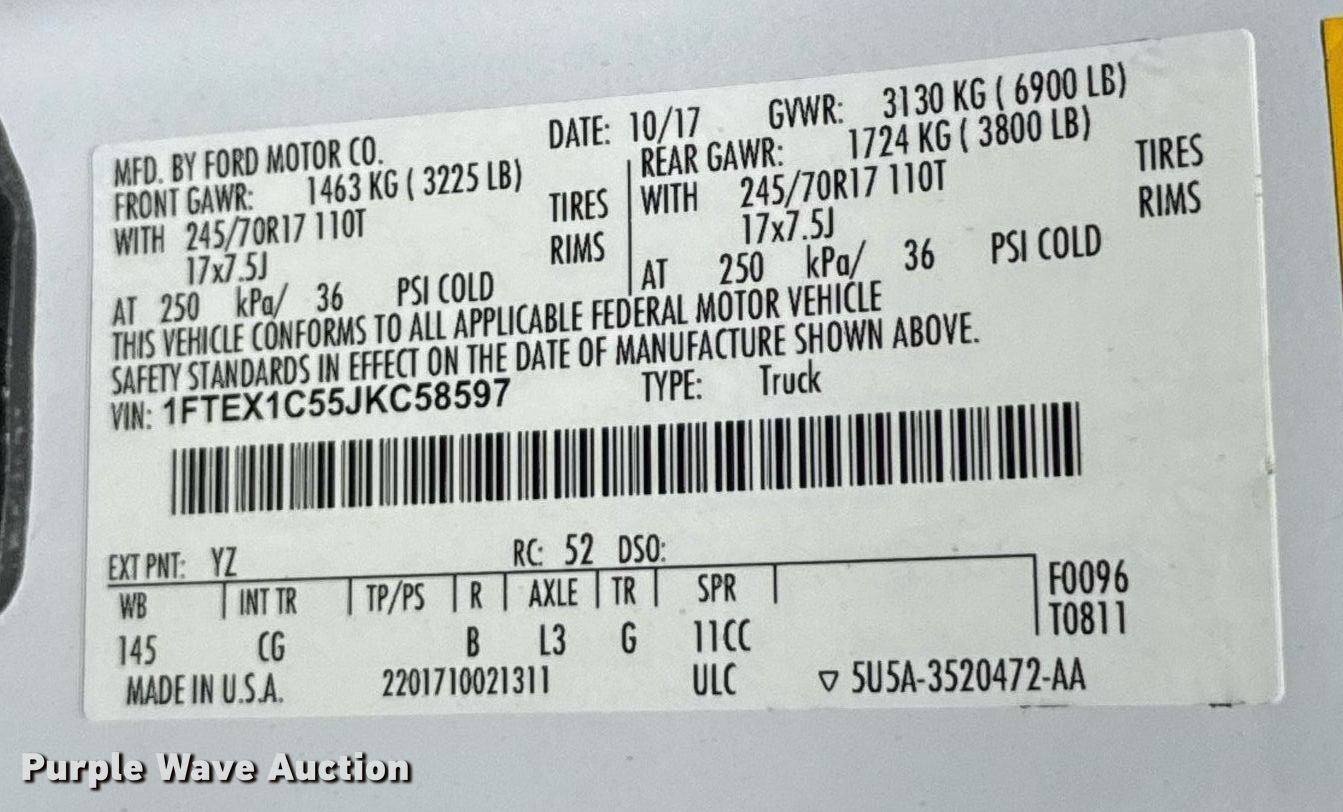 MFD. BY FORD MOTOR CO. DATE: 10/17 GVWR: 3130 KG ( 6900 LB)
FRONT GAWR: 1463 KG ( 3225 LB) REAR GAWR: 1724 KG ( 3800 LB)
WITH 245/70R17 110T TIRES WITH 245/70R17 110T TIRES
17x7.5J RIMS 17x7.5J RIMS
AT 250 kPa/ 36 PSI COLD AT 250 kPa/ 36 PSI COLD
THIS VEHICLE CONFORMS TO ALL APPLICABLE FEDERAL MOTOR VEHICLE
SAFETY STANDARDS IN EFFECT ON THE DATE OF MANUFACTURE SHOWN ABOVE.
VIN: 1FTEX1C55JKC58597 TYPE: Truck
EXT PNT: YZ RC: 52 DSO:
WB INT TR TP/PS R AXLE TR SPR F0096
145 CG B L3 G 11CC T0811
MADE IN U.S.A. 2201710021311 ULC ▽ 5U5A-3520472-AA
Purple Wave Auction